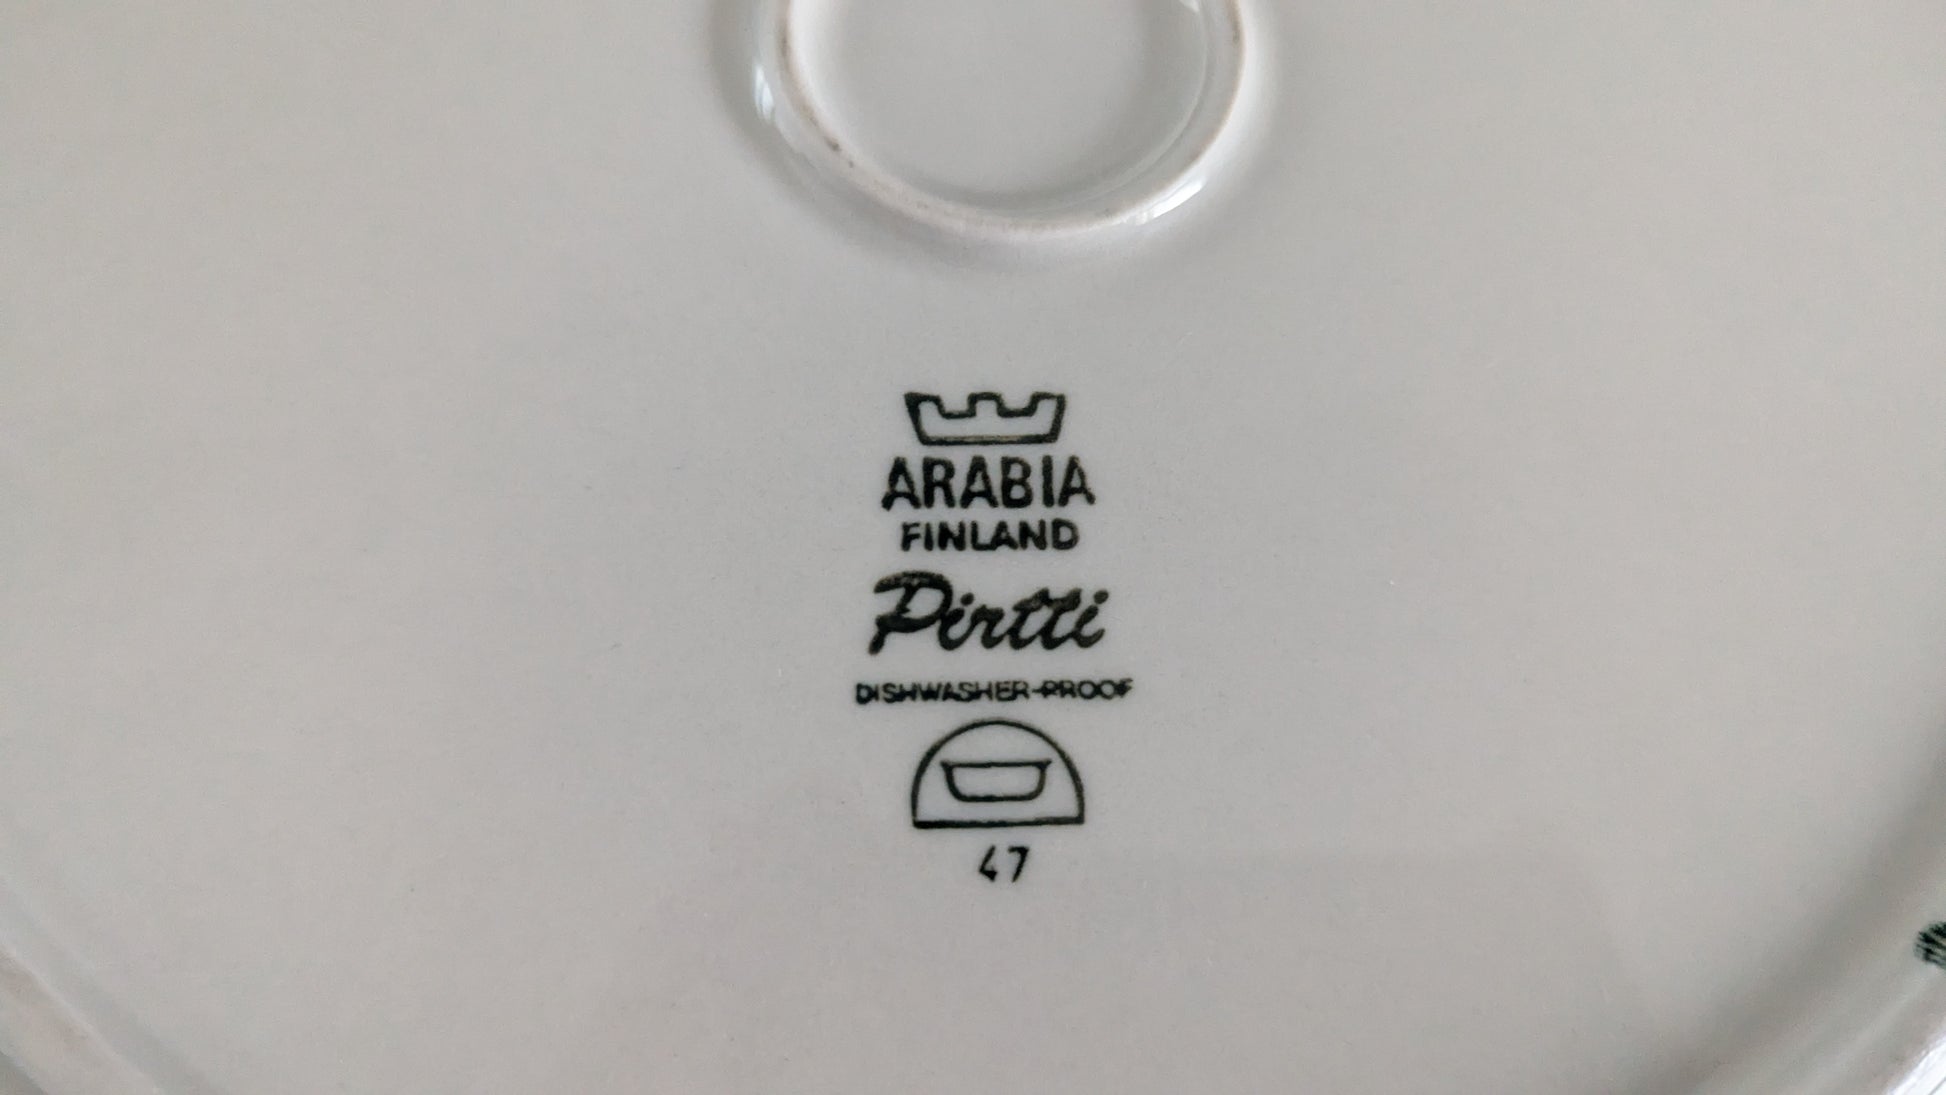 ARABIA
FINLAND
Pirtti
DISHWASHER-PROOF
47